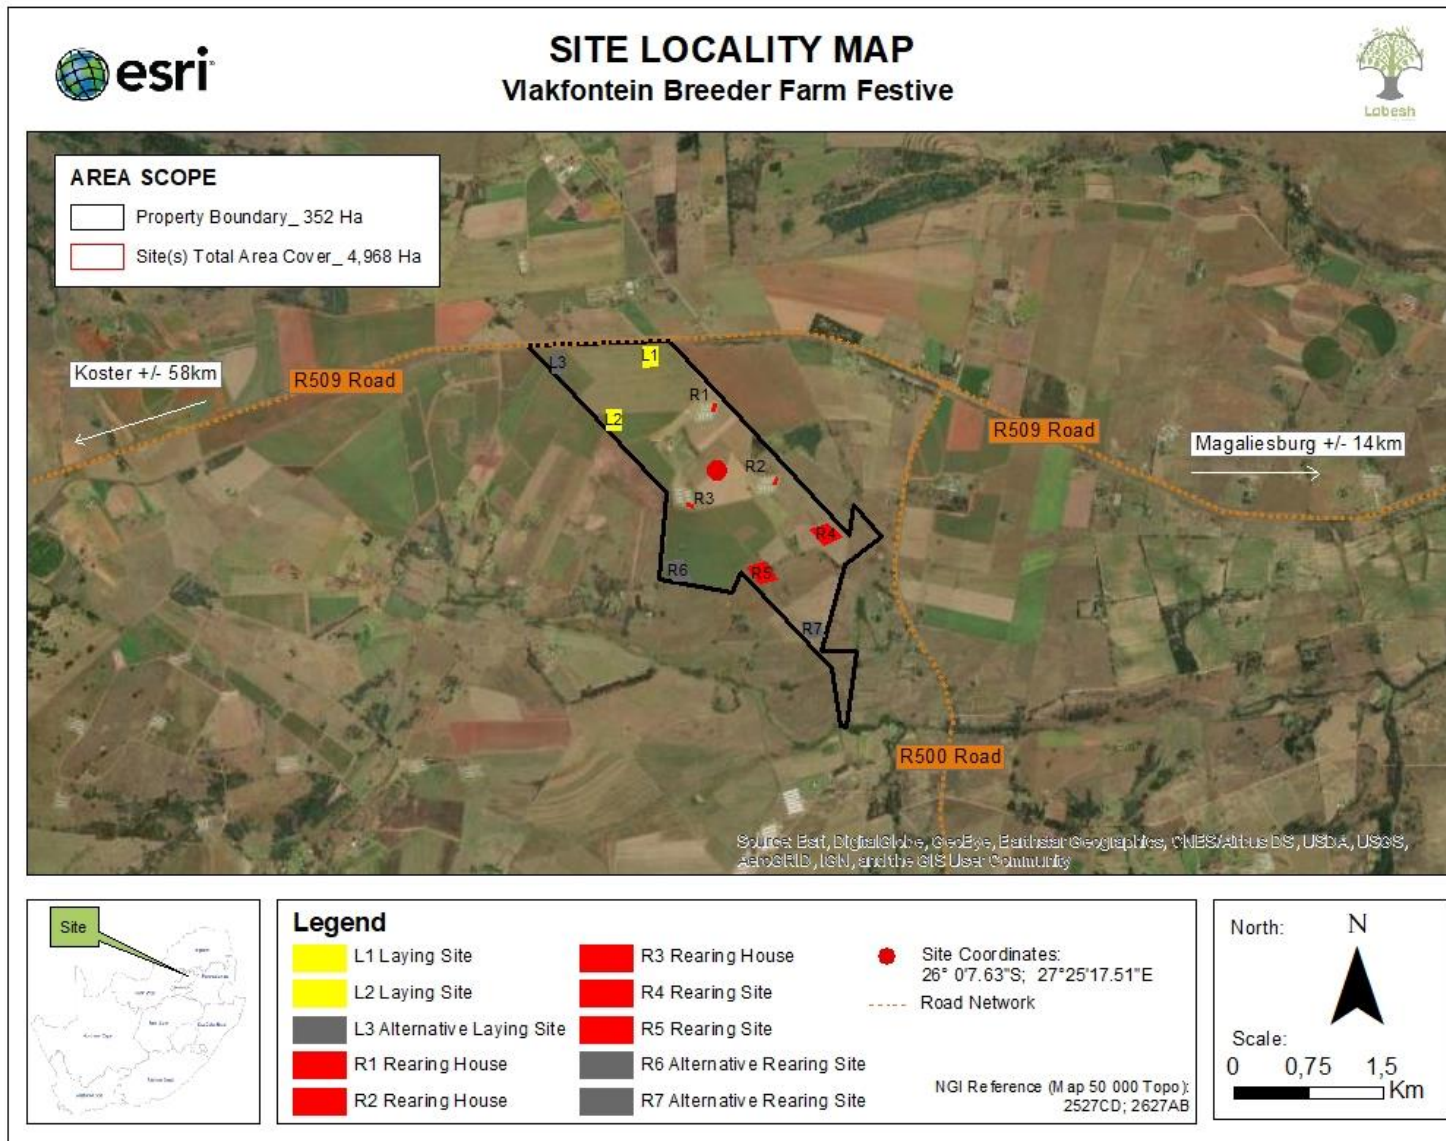 esri
SITE LOCALITY MAP
Vlakfontein Breeder Farm Festive
Labesh
AREA SCOPE
Property Boundary_ 352 Ha
Site(s) Total Area Cover_ 4,968 Ha
Koster +/- 58km
R509 Road
L3
L1
L2
R1
R2
R3
R4
R5
R6
R7
R509 Road
Magaliesburg +/- 14km
R500 Road
Source: Esri, DigitalGlobe, GeoEye, Earthstar Geographics, CNES/Airbus DS, USDA, USGS,
AeroGRID, IGN, and the GIS User Community
Site
Legend
L1 Laying Site
L2 Laying Site
L3 Alternative Laying Site
R1 Rearing House
R2 Rearing House
R3 Rearing House
R4 Rearing Site
R5 Rearing Site
R6 Alternative Rearing Site
R7 Alternative Rearing Site
Site Coordinates:
26° 0'7.63"S; 27°25'17.51"E
Road Network
NGI Reference (Map 50 000 Topo):
2527CD; 2627AB
North:
N
Scale:
0 0,75 1,5
Km